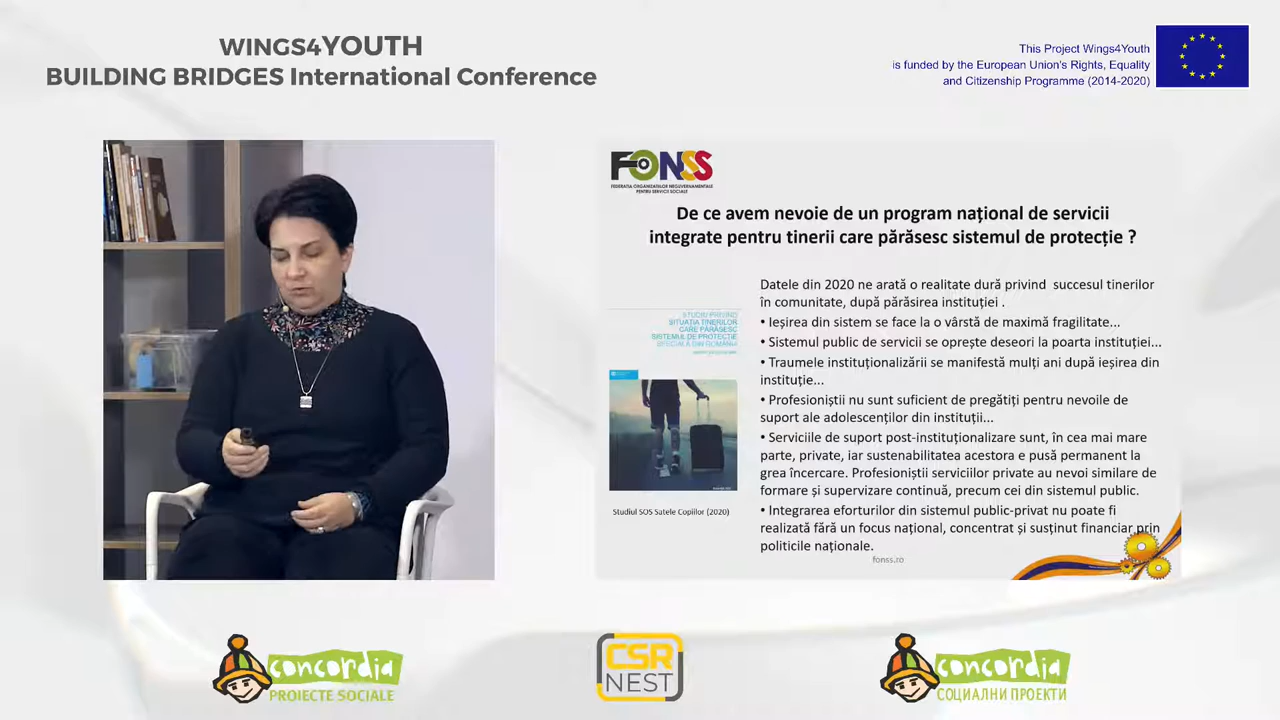 WINGS4YOUTH
BUILDING BRIDGES International Conference
This Project Wings4Youth
is funded by the European Union's Rights, Equality
and Citizenship Programme (2014-2020)
FONSS
FEDERAȚIA ORGANIZAȚIILOR NEGUVERNAMENTALE
PENTRU SERVICII SOCIALE
De ce avem nevoie de un program național de servicii
integrate pentru tinerii care părăsesc sistemul de protecție ?
Datele din 2020 ne arată o realitate dură privind succesul tinerilor
în comunitate, după părăsirea instituției .
• Ieșirea din sistem se face la o vârstă de maximă fragilitate...
• Sistemul public de servicii se oprește deseori la poarta instituției...
• Traumele instituționalizării se manifestă mulți ani după ieșirea din
instituție...
• Profesioniștii nu sunt suficient de pregătiți pentru nevoile de
suport ale adolescenților din instituții...
• Serviciile de suport post-instituționalizare sunt, în cea mai mare
parte, private, iar sustenabilitatea acestora e pusă permanent la
grea încercare. Profesioniștii serviciilor private au nevoi similare de
formare și supervizare continuă, precum cei din sistemul public.
• Integrarea eforturilor din sistemul public-privat nu poate fi
realizată fără un focus național, concentrat și susținut financiar prin
politicile naționale.
STUDIU PRIVIND
SITUAȚIA TINERILOR
CARE PĂRĂSESC
SISTEMUL DE PROTECȚIE
SPECIALĂ DIN ROMÂNIA
Studiul SOS Satele Copiilor (2020)
fonss.ro
concordia
PROIECTE SOCIALE
CSR
NEST
concordia
СОЦИАЛНИ ПРОЕКТИ